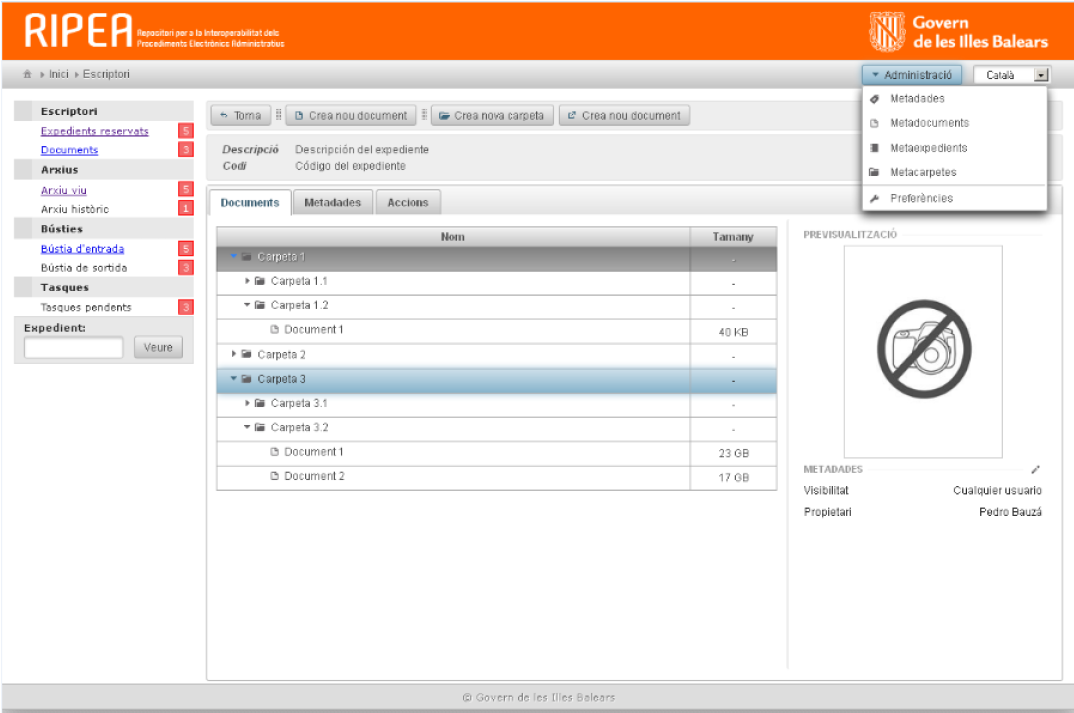 RIPEA
Repositari per a la Interoperabilitat dels
Procediments Electrònics Administratius
Govern
de les Illes Balears
Inici Escriptori
Administració
Català
Metadades
Metadocuments
Metaexpedients
Metacarpetes
Preferències
Escriptori
Expedients reservats 5
Documents 3
Arxius
Arxiu viu 5
Arxiu històric 1
Bústies
Bústia d'entrada 5
Bústia de sortida 3
Tasques
Tasques pendents 3
Expedient:
Veure
Torna
Crea nou document
Crea nova carpeta
Crea nou document
Descripció Descripción del expediente
Codi Código del expediente
Documents
Metadades
Accions
Nom Tamany
Carpeta 1 -
Carpeta 1.1 -
Carpeta 1.2 -
Document 1 40 KB
Carpeta 2 -
Carpeta 3 -
Carpeta 3.1 -
Carpeta 3.2 -
Document 1 23 GB
Document 2 17 GB
PREVISUALITZACIÓ
METADADES
Visibilitat Cualquier usuario
Propietari Pedro Bauzá
© Govern de les Illes Balears